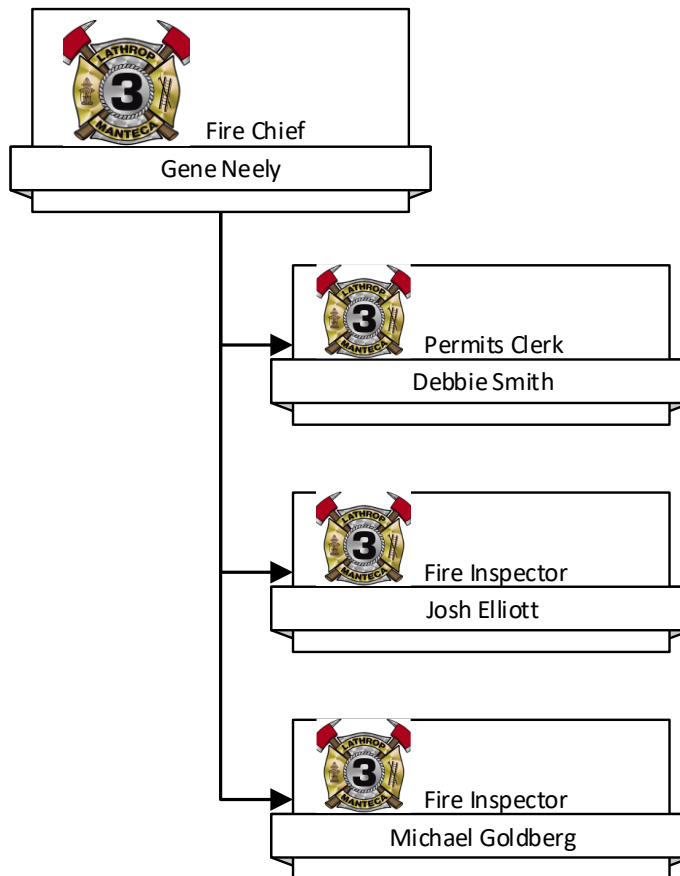 LATHROP
3
MANTECA
Fire Chief
Gene Neely
LATHROP
3
MANTECA
Permits Clerk
Debbie Smith
LATHROP
3
MANTECA
Fire Inspector
Josh Elliott
LATHROP
3
MANTECA
Fire Inspector
Michael Goldberg